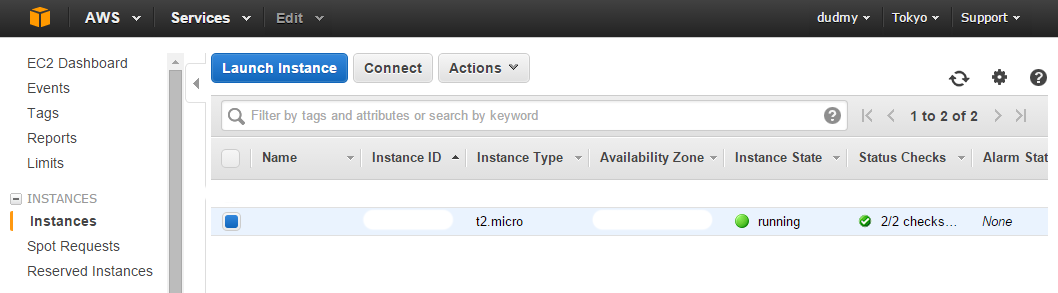 AWS Services Edit dudmy Tokyo Support
EC2 Dashboard
Events
Tags
Reports
Limits
INSTANCES
Instances
Spot Requests
Reserved Instances
Launch Instance Connect Actions
Filter by tags and attributes or search by keyword ? 1 to 2 of 2
Name Instance ID Instance Type Availability Zone Instance State Status Checks Alarm Stat
t2.micro running 2/2 checks... None